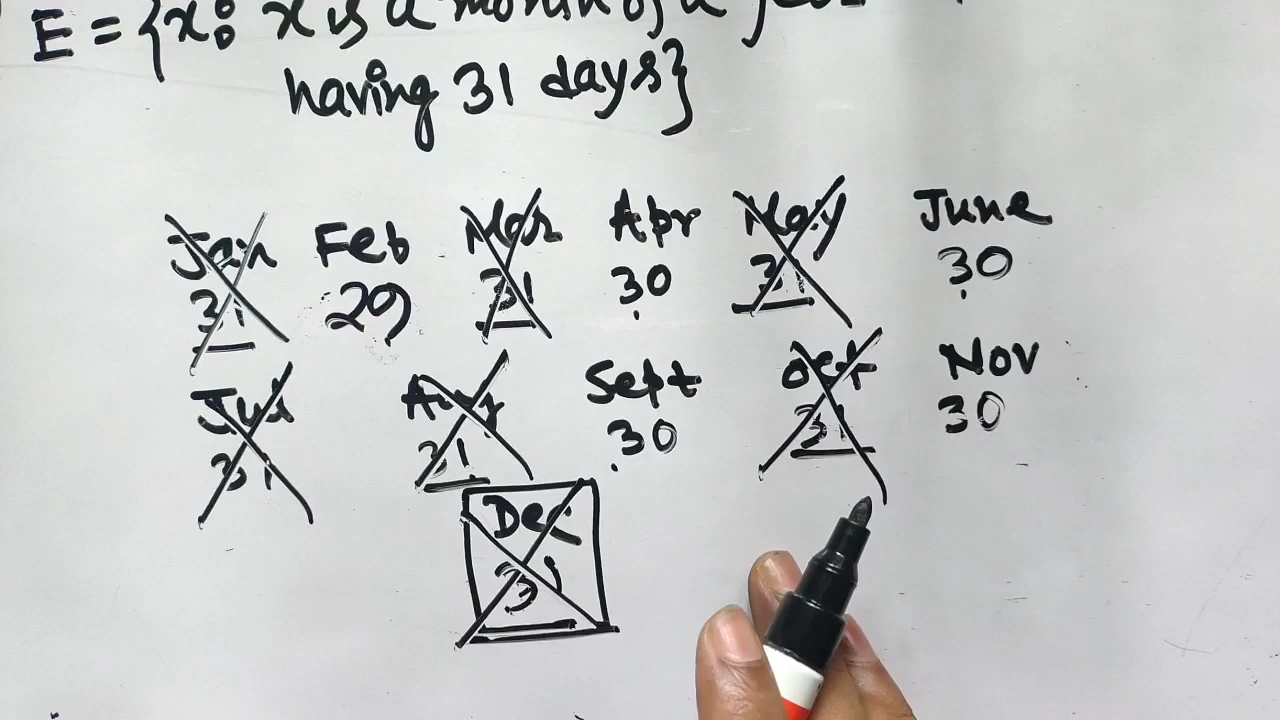 E = {x : x is a month of a year
having 31 days}
Jan Feb Mar Apr May June
31 29 31 30 31 30
Jul Aug Sept Oct Nov
31 31 30 31 30
Dec
31